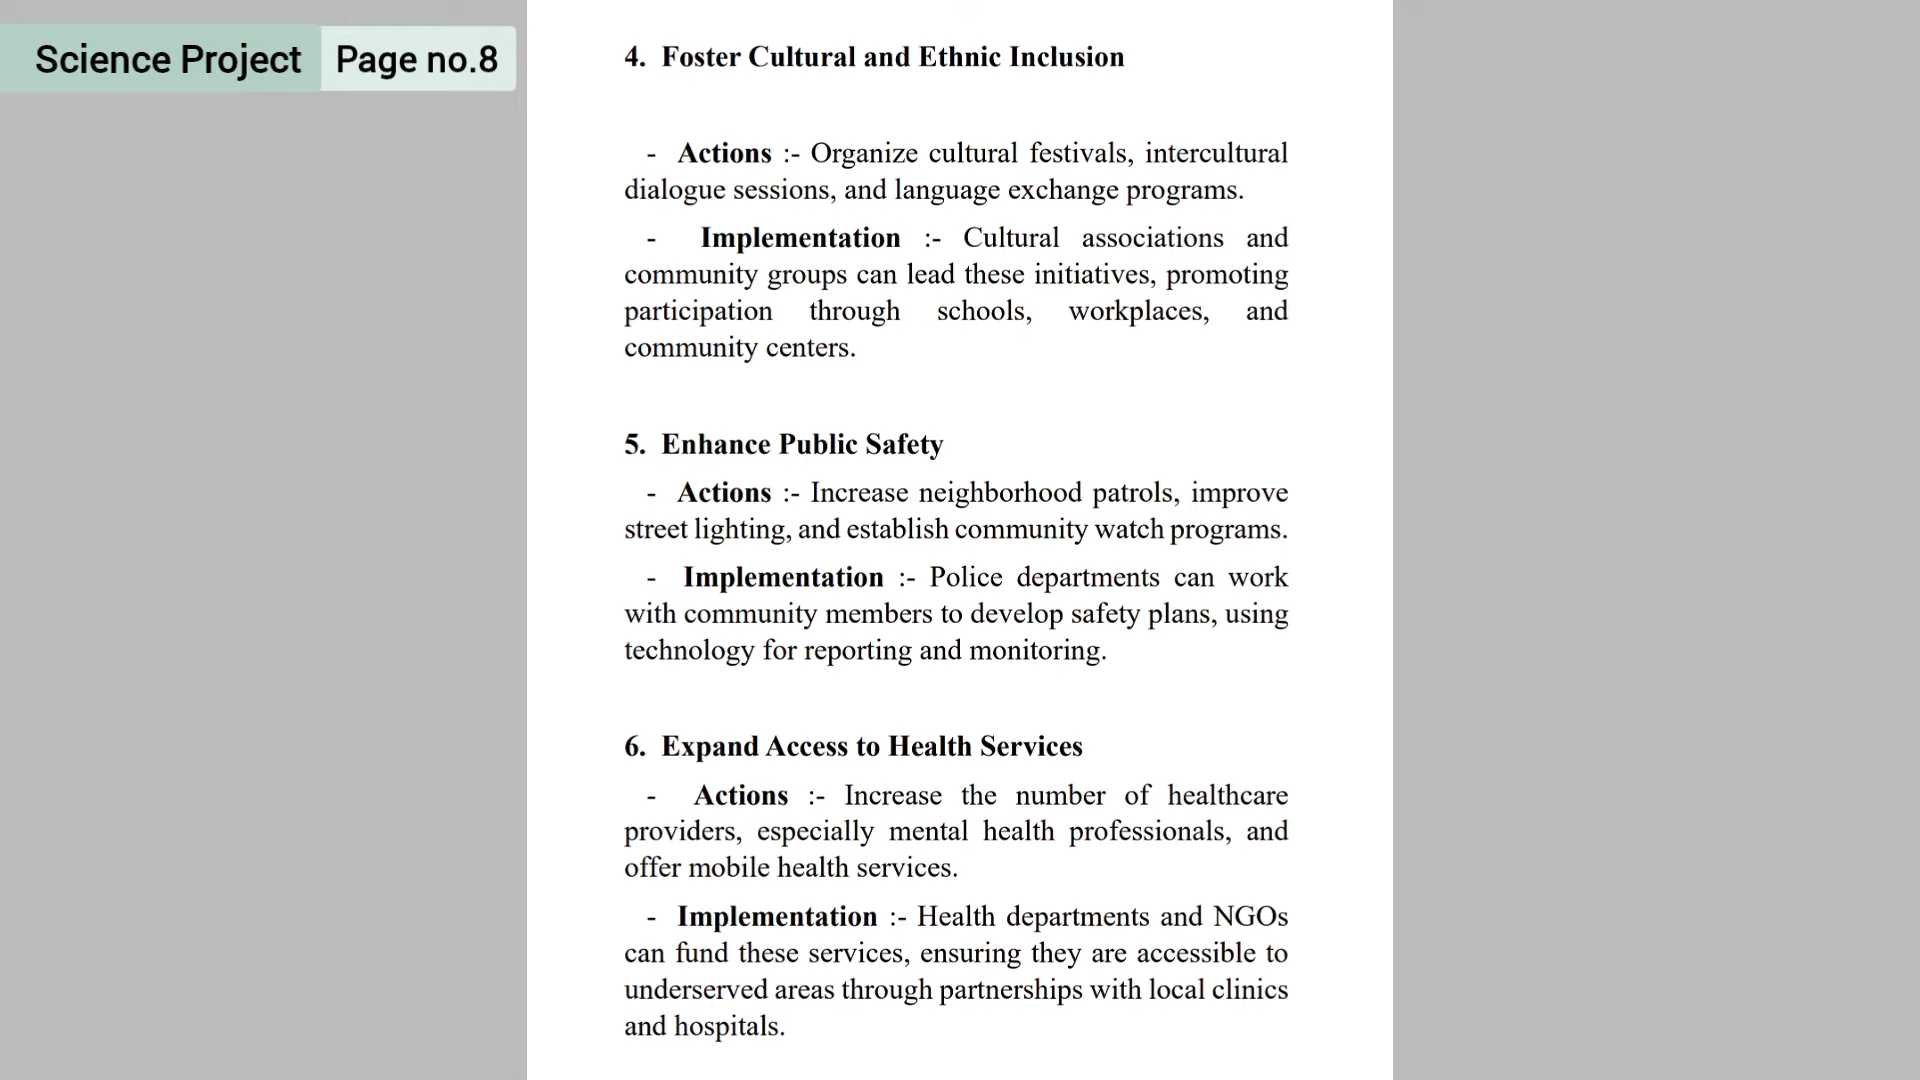 Science Project Page no.8
4. Foster Cultural and Ethnic Inclusion
- Actions :- Organize cultural festivals, intercultural
dialogue sessions, and language exchange programs.
- Implementation :- Cultural associations and
community groups can lead these initiatives, promoting
participation through schools, workplaces, and
community centers.
5. Enhance Public Safety
- Actions :- Increase neighborhood patrols, improve
street lighting, and establish community watch programs.
- Implementation :- Police departments can work
with community members to develop safety plans, using
technology for reporting and monitoring.
6. Expand Access to Health Services
- Actions :- Increase the number of healthcare
providers, especially mental health professionals, and
offer mobile health services.
- Implementation :- Health departments and NGOs
can fund these services, ensuring they are accessible to
underserved areas through partnerships with local clinics
and hospitals.